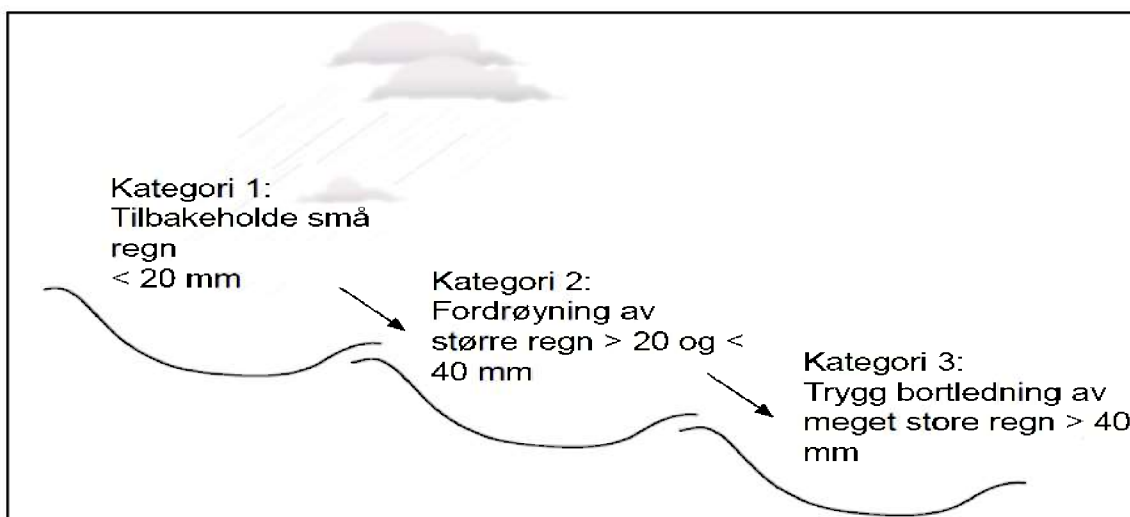 Kategori 1:
Tilbakeholde små
regn
< 20 mm
Kategori 2:
Fordrøyning av
større regn > 20 og <
40 mm
Kategori 3:
Trygg bortledning av
meget store regn > 40
mm